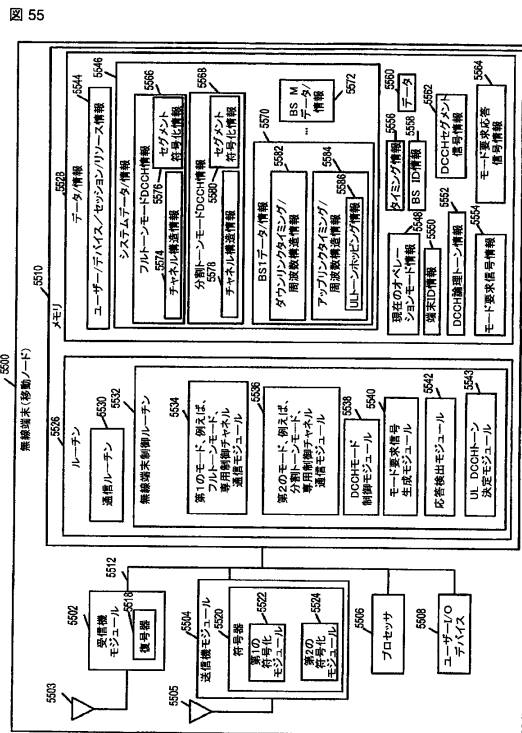 図 55
5500
無線端末(移動ノード)
5510
メモリ
5526
ルーチン
5530
通信ルーチン
5532
無線端末制御ルーチン
5534
第1のモード、例えば、
フルトーンモード、
専用制御チャネル
通信モジュール
5536
第2のモード、例えば、
分割トーンモード、
専用制御チャネル
通信モジュール
5538
DCCHモード
制御モジュール
5540
モード要求信号
生成モジュール
5542
応答検出モジュール
5543
UL DCCHトーン
決定モジュール
5528
データ/情報
5544
ユーザー/デバイス/セッション/リソース情報
5546
システムデータ/情報
5566
フルトーンモードDCCH情報
5574
チャネル構造情報
5576
セグメント
符号化情報
5568
分割トーンモードDCCH情報
5578
チャネル構造情報
5580
セグメント
符号化情報
5570
BS1データ/情報
5582
ダウンリンクタイミング/
周波数構造情報
5584
アップリンクタイミング/
周波数構造情報
5586
ULトーンホッピング情報
...
5572
BS M
データ/
情報
5548
現在のオペレー
ションモード情報
5550
端末ID情報
5552
DCCH論理トーン情報
5554
モード要求信号情報
5556
タイミング情報
5558
BS ID情報
5560
データ
5562
DCCHセグメント
信号情報
5564
モード要求応答
信号情報
5512
5502
受信機
モジュール
5518
復号器
5503
5504
送信機モジュール
5520
符号器
5522
第1の
符号化
モジュール
5524
第2の
符号化
モジュール
5505
5506
プロセッサ
5508
ユーザーI/O
デバイス